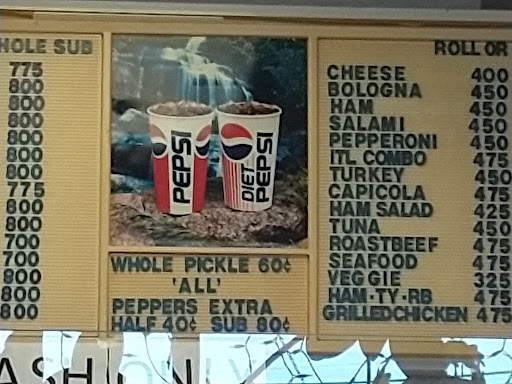 HOLE SUB
775
800
800
800
800
800
800
775
800
800
700
700
800
800
800
PEPSI
DIET PEPSI
WHOLE PICKLE 60¢
'ALL'
PEPPERS EXTRA
HALF 40¢ SUB 80¢
ROLL OR
CHEESE 400
BOLOGNA 450
HAM 450
SALAMI 450
PEPPERONI 450
ITL COMBO 475
TURKEY 450
CAPICOLA 475
HAM SALAD 425
TUNA 450
ROASTBEEF 475
SEAFOOD 475
VEGGIE 325
HAM-TY-RB 475
GRILLEDCHICKEN 475
ASH ONLY